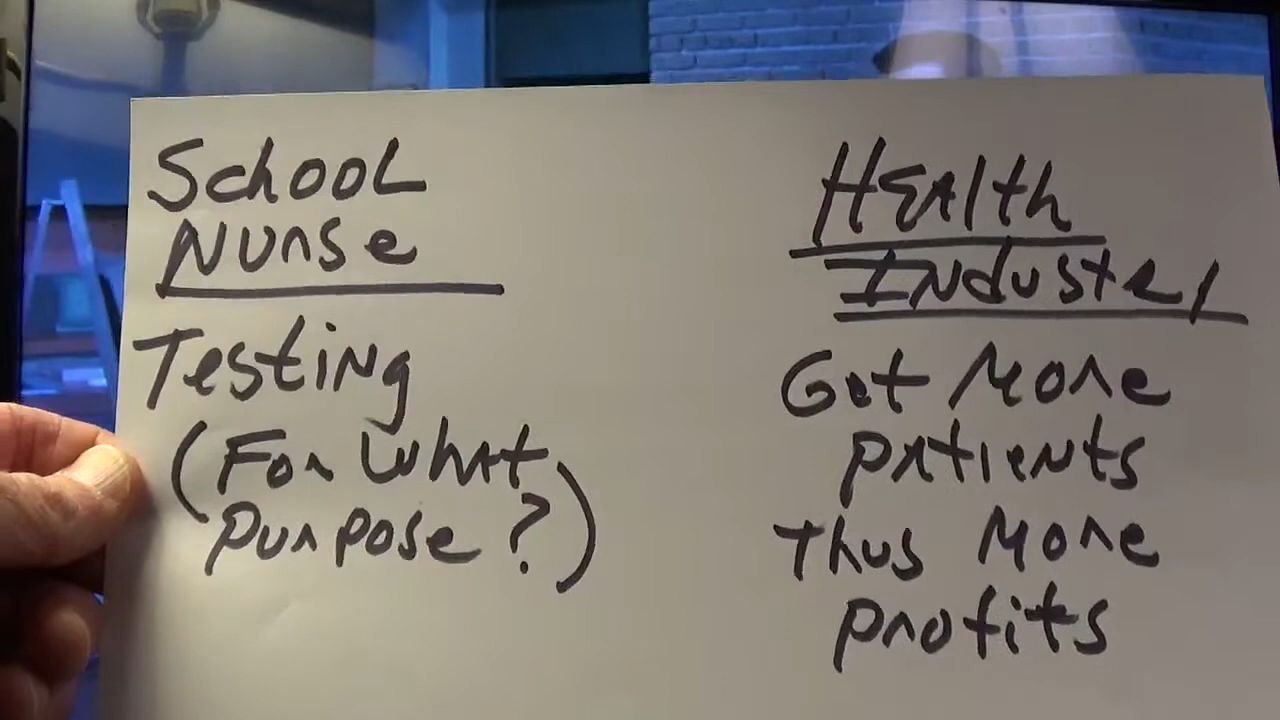 School
Nurse
Testing
(For What
purpose?)
Health
Industry
Get More
patients
Thus More
profits